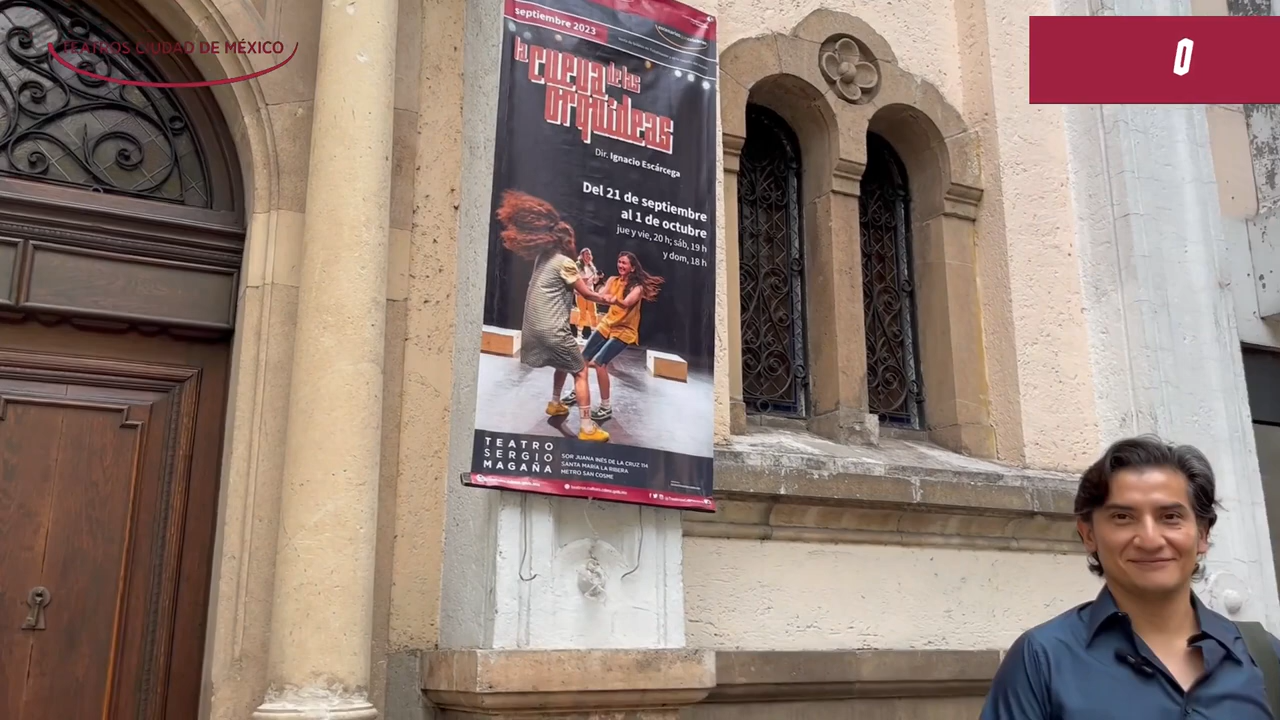 TEATROS CIUDAD DE MÉXICO
0
septiembre 2023
la
cueva de las
orquídeas
Dir. Ignacio Escárcega
Del 21 de septiembre
al 1 de octubre
jue y vie, 20 h; sáb, 19 h
y dom, 18 h
TEATRO
SERGIO
MAGAÑA
SOR JUANA INÉS DE LA CRUZ 114
SANTA MARÍA LA RIBERA
METRO SAN COSME